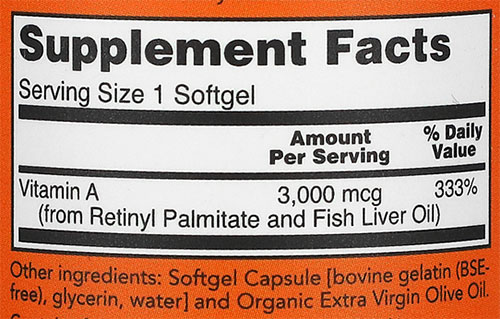 Supplement Facts
Serving Size 1 Softgel
Amount Per Serving
% Daily Value
Vitamin A 3,000 mcg 333%
(from Retinyl Palmitate and Fish Liver Oil)
Other ingredients: Softgel Capsule [bovine gelatin (BSE-
free), glycerin, water] and Organic Extra Virgin Olive Oil.